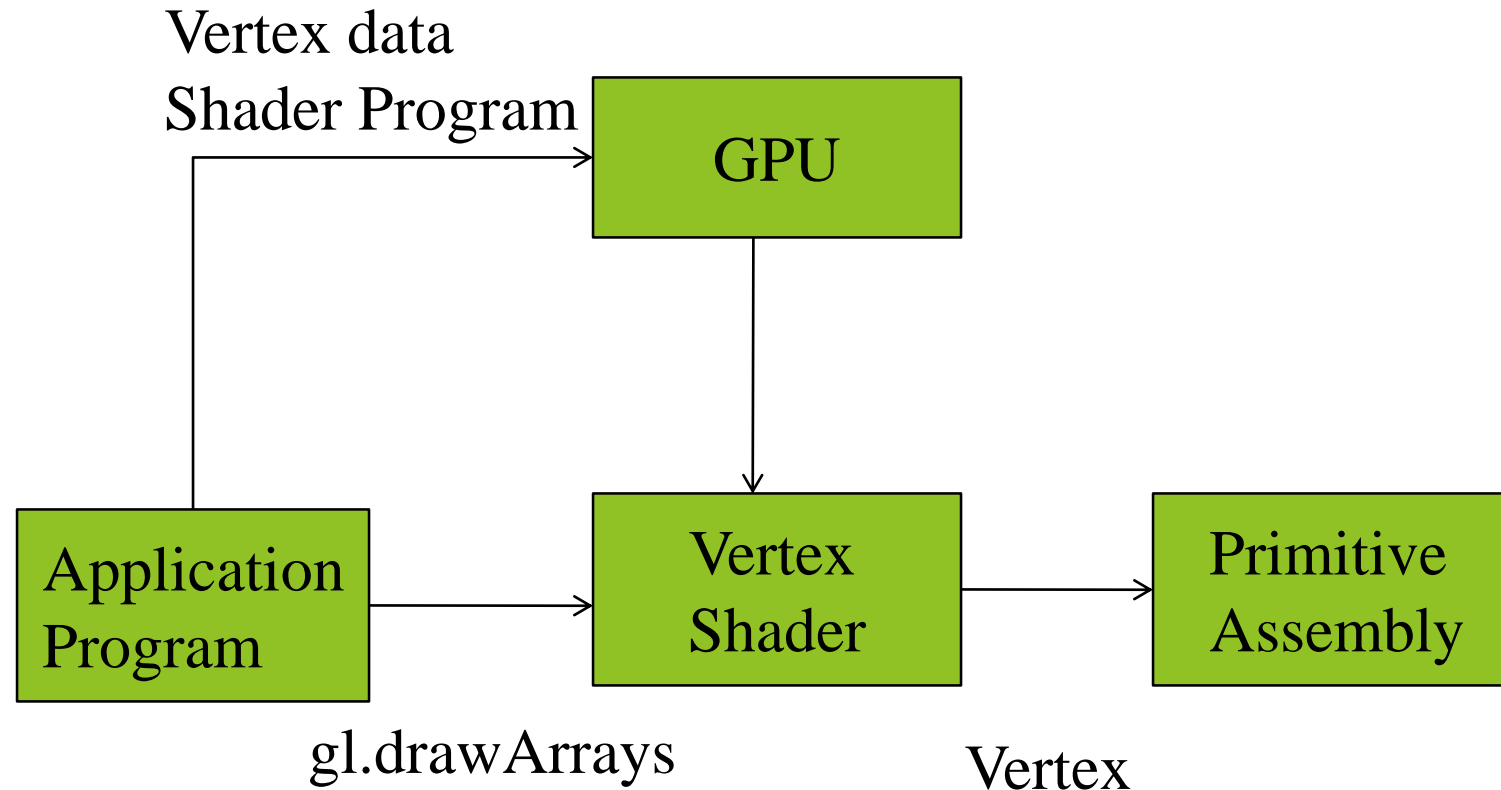 Vertex data
Shader Program
GPU
Application
Program
Vertex
Shader
Primitive
Assembly
gl.drawArrays
Vertex